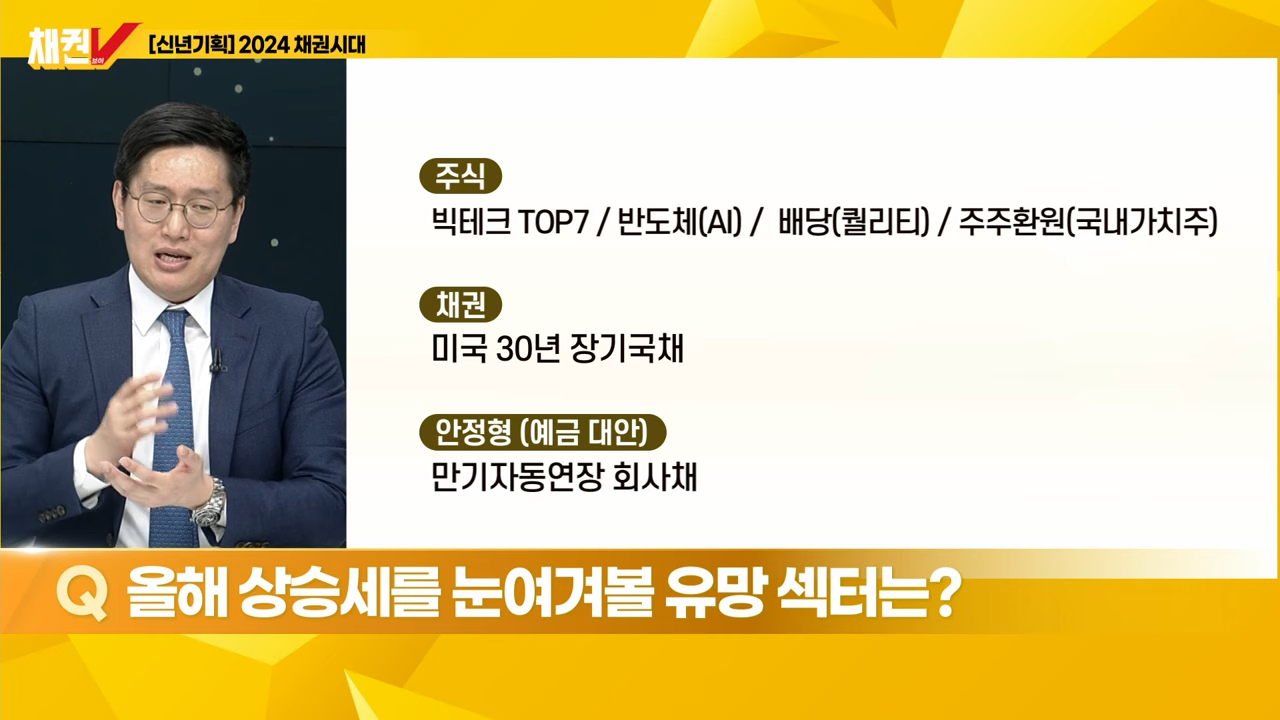 채권V
브이
[신년기획] 2024 채권시대
주식
빅테크 TOP7 / 반도체(AI) / 배당(퀄리티) / 주주환원(국내가치주)
채권
미국 30년 장기국채
안정형 (예금 대안)
만기자동연장 회사채
Q 올해 상승세를 눈여겨볼 유망 섹터는?